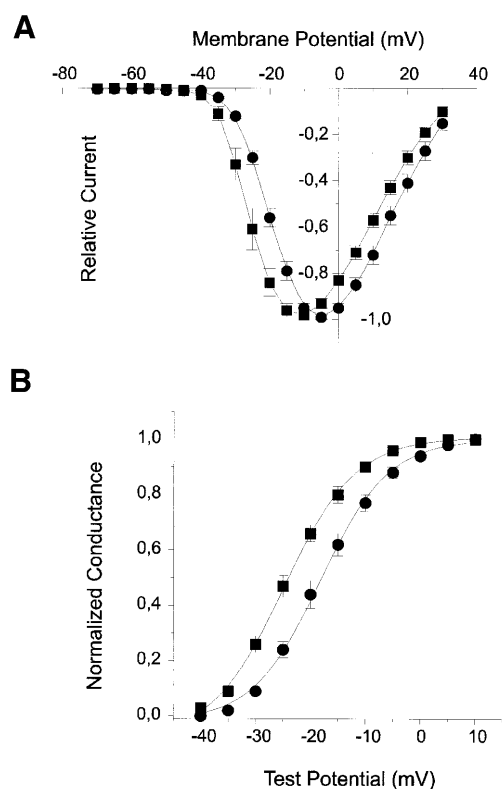 A
Membrane Potential (mV)
-80 -60 -40 -20 0 20 40
-0,2
-0,4
-0,6
-0,8
-1,0
Relative Current
B
1,0
0,8
0,6
0,4
0,2
0,0
Normalized Conductance
-40 -30 -20 -10 0 10
Test Potential (mV)